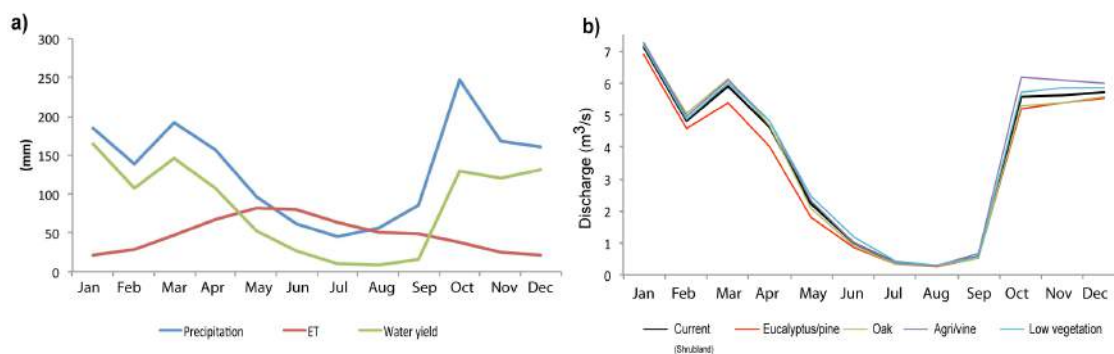 a)
300
250
200
150
100
50
0
(mm)
Jan Feb Mar Apr May Jun Jul Aug Sep Oct Nov Dec
Precipitation ET Water yield
b)
7
6
5
4
3
2
1
0
Discharge (m³/s)
Jan Feb Mar Apr May Jun Jul Aug Sep Oct Nov Dec
Current Eucalyptus/pine Oak Agri/vine Low vegetation
(Shrubland)